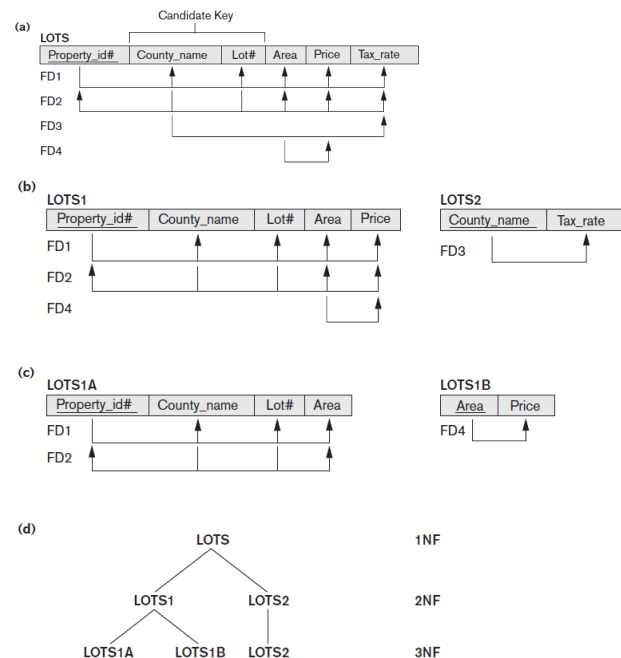 Candidate Key
(a)
LOTS
Property_id# County_name Lot# Area Price Tax_rate
FD1
FD2
FD3
FD4
(b)
LOTS1
Property_id# County_name Lot# Area Price
FD1
FD2
FD4
LOTS2
County_name Tax_rate
FD3
(c)
LOTS1A
Property_id# County_name Lot# Area
FD1
FD2
LOTS1B
Area Price
FD4
(d)
LOTS 1NF
LOTS1 LOTS2 2NF
LOTS1A LOTS1B LOTS2 3NF